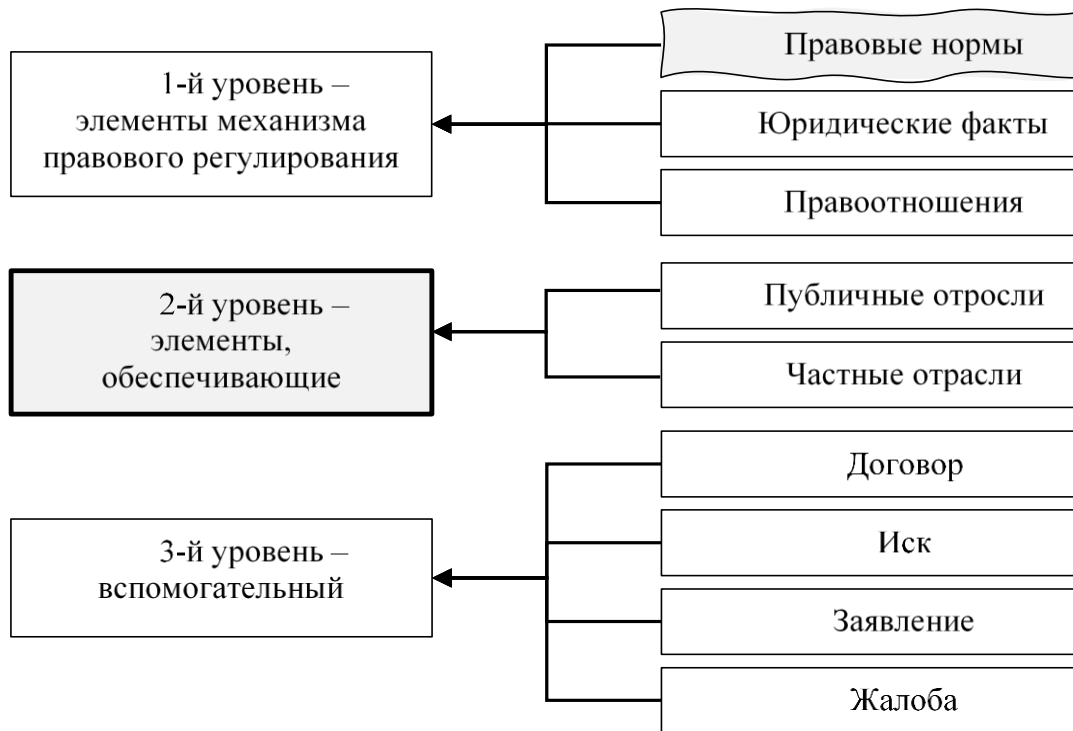 1-й уровень –
элементы механизма
правового регулирования
Правовые нормы
Юридические факты
Правоотношения
2-й уровень –
элементы,
обеспечивающие
Публичные отросли
Частные отрасли
3-й уровень –
вспомогательный
Договор
Иск
Заявление
Жалоба